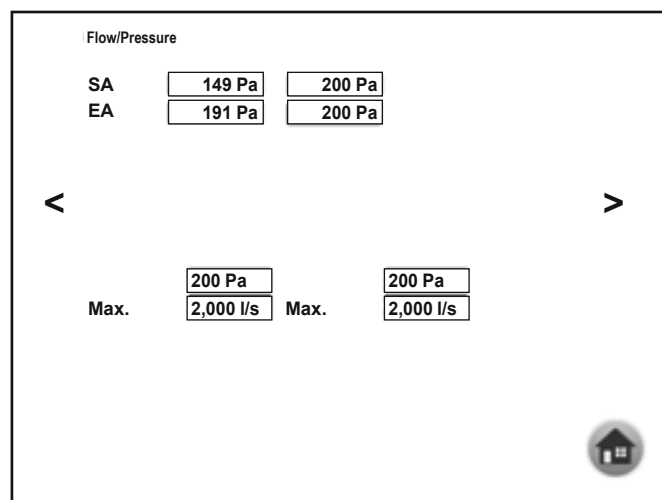 Flow/Pressure
SA 149 Pa 200 Pa
EA 191 Pa 200 Pa
< >
200 Pa 200 Pa
Max. 2,000 l/s Max. 2,000 l/s